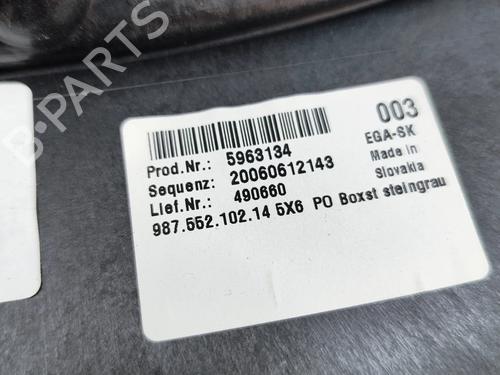 B-PARTS
003
EGA-SK
Made in
Slovakia
Prod.Nr.: 5963134
Sequenz: 20060612143
Lief.Nr.: 490660
987.552.102.14 5X6 PO Boxst steingrau